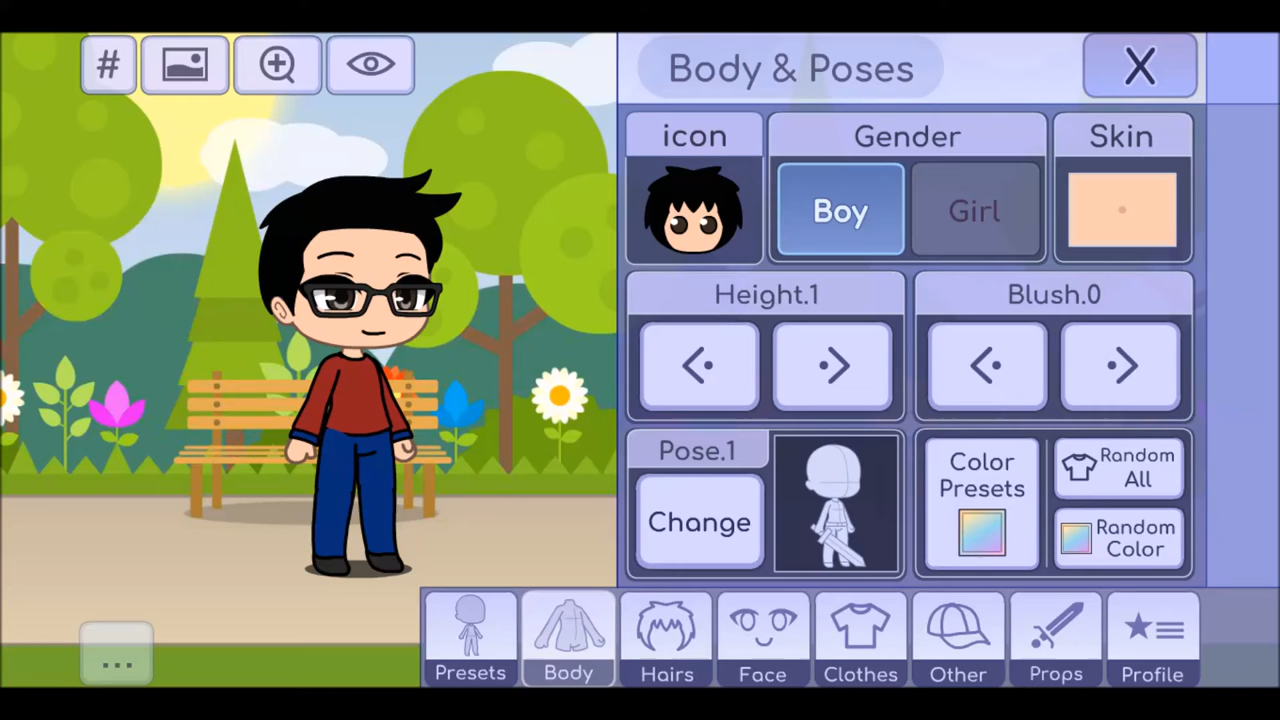 #
Body & Poses
X
icon
Gender
Skin
Boy
Girl
Height.1
Blush.0
Pose.1
Change
Color
Presets
Random
All
Random
Color
...
Presets
Body
Hairs
Face
Clothes
Other
Props
Profile